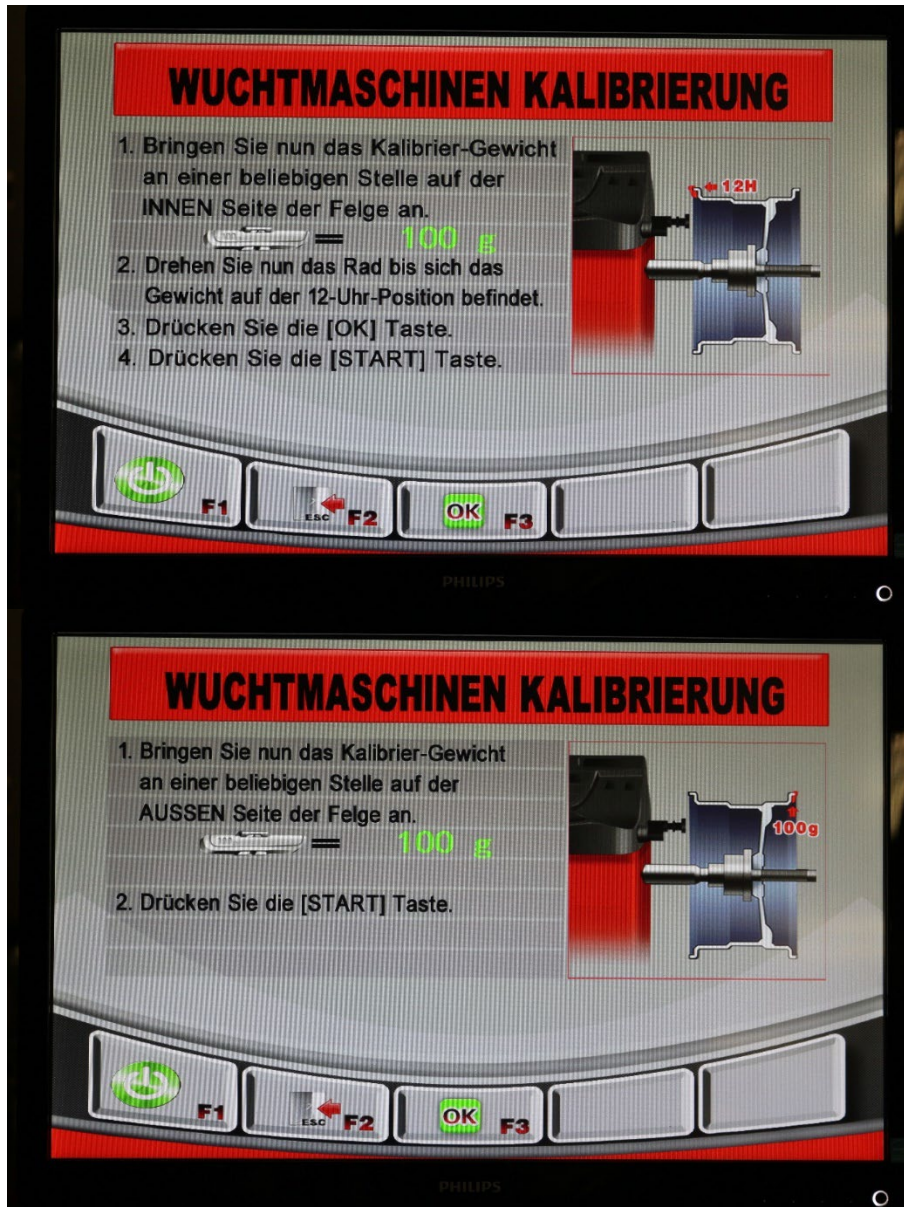 WUCHTMASCHINEN KALIBRIERUNG
1. Bringen Sie nun das Kalibrier-Gewicht
an einer beliebigen Stelle auf der
INNEN Seite der Felge an.
= 100 g
2. Drehen Sie nun das Rad bis sich das
Gewicht auf der 12-Uhr-Position befindet.
3. Drücken Sie die [OK] Taste.
4. Drücken Sie die [START] Taste.
12H
F1
ESC F2
OK F3
PHILIPS
WUCHTMASCHINEN KALIBRIERUNG
1. Bringen Sie nun das Kalibrier-Gewicht
an einer beliebigen Stelle auf der
AUSSEN Seite der Felge an.
= 100 g
2. Drücken Sie die [START] Taste.
100g
F1
ESC F2
OK F3
PHILIPS